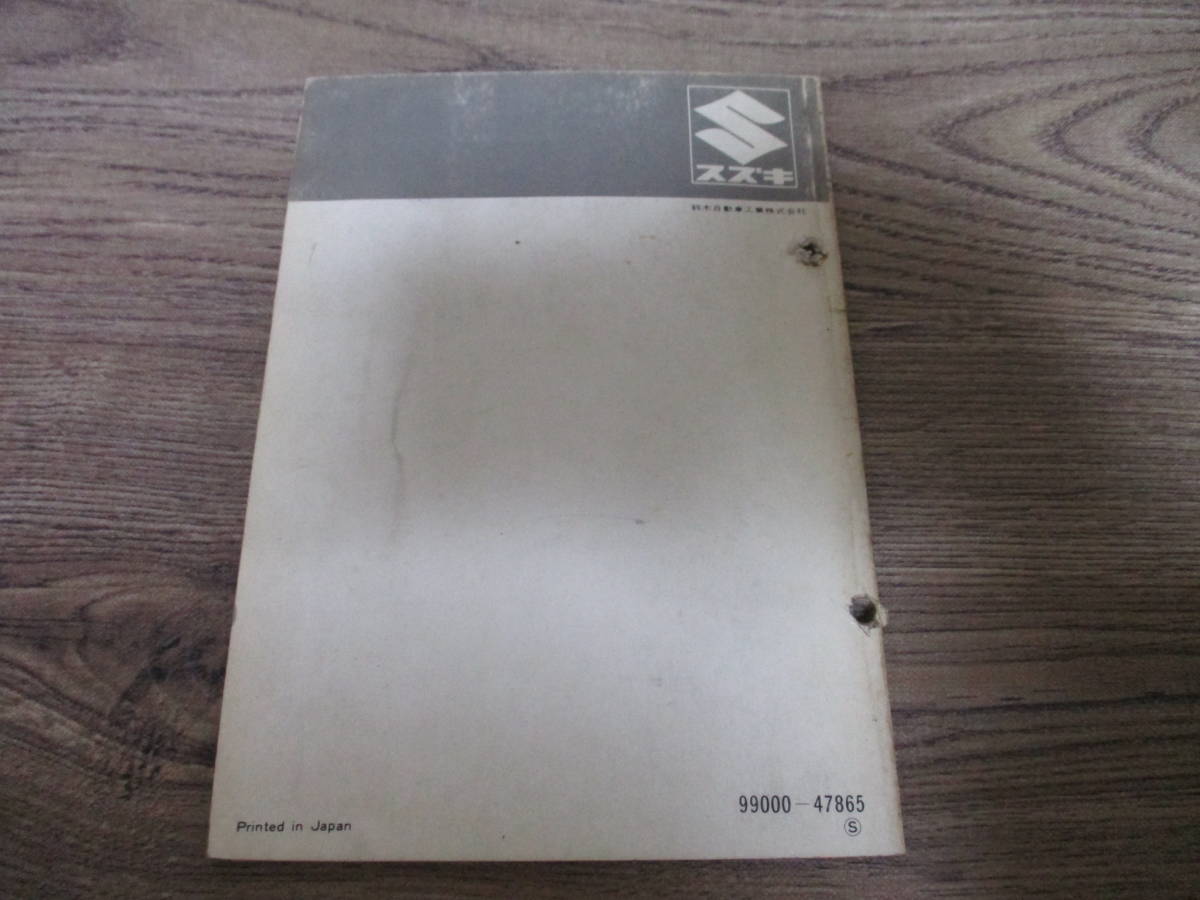 スズキ
鈴木自動車工業株式会社
99000-47865
Ⓢ
Printed in Japan